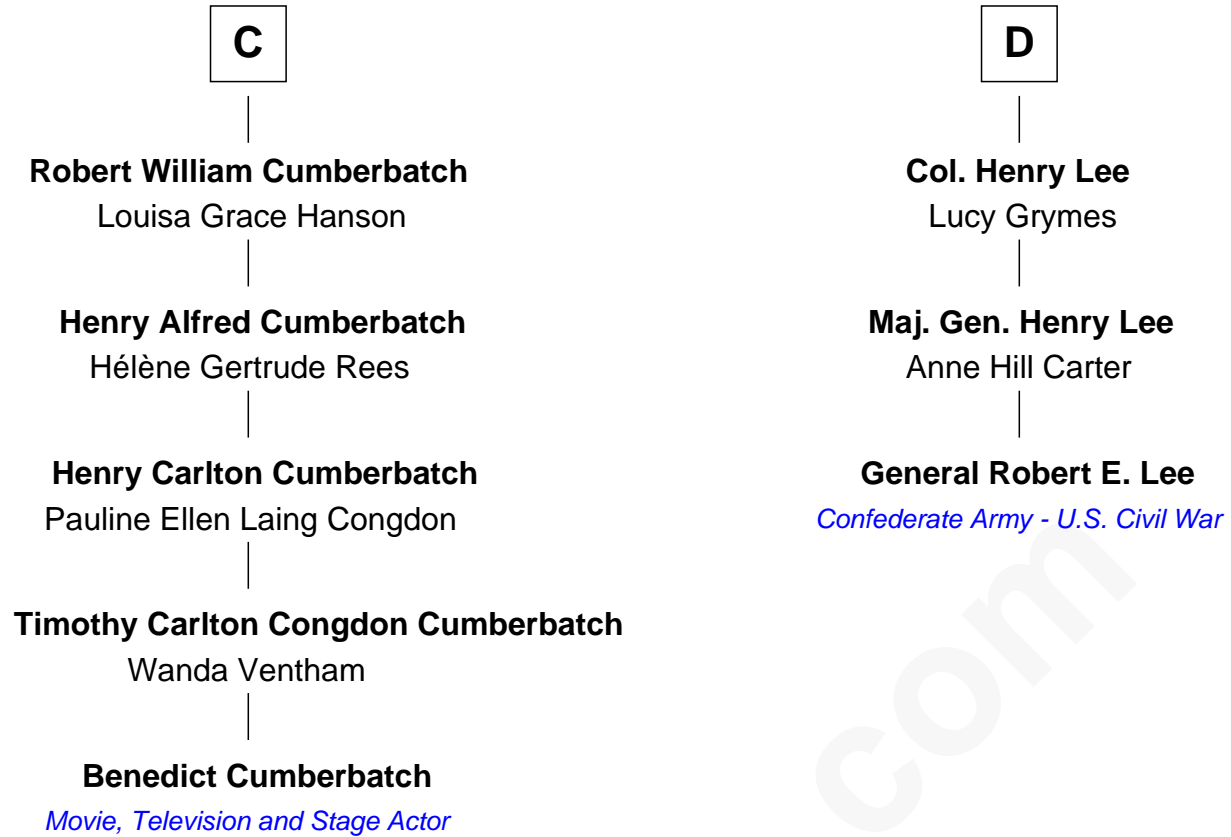 C
Robert William Cumberbatch
Louisa Grace Hanson
Henry Alfred Cumberbatch
Hélène Gertrude Rees
Henry Carlton Cumberbatch
Pauline Ellen Laing Congdon
Timothy Carlton Congdon Cumberbatch
Wanda Ventham
Benedict Cumberbatch
Movie, Television and Stage Actor
D
Col. Henry Lee
Lucy Grymes
Maj. Gen. Henry Lee
Anne Hill Carter
General Robert E. Lee
Confederate Army - U.S. Civil War
com